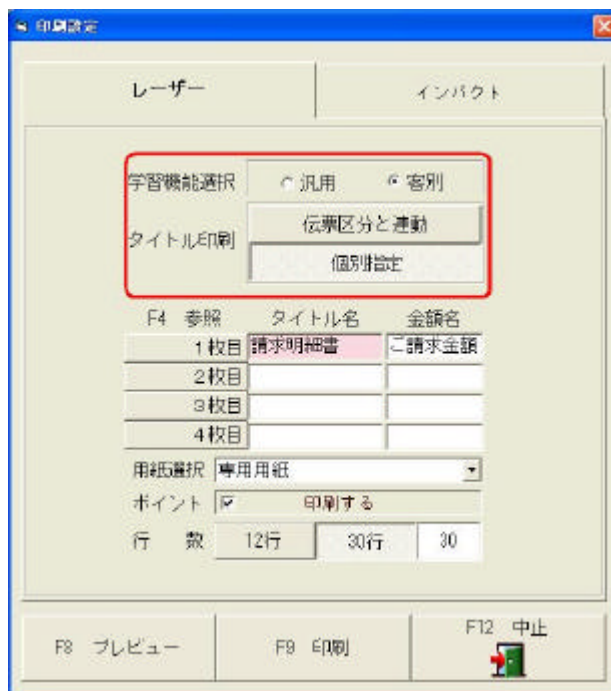 印刷設定
レーザー
インパクト
学習機能選択 汎用 客別
タイトル印刷 伝票区分と連動
個別指定
F4 参照 タイトル名 金額名
1枚目 請求明細書 ご請求金額
2枚目
3枚目
4枚目
用紙選択 専用用紙
ポイント 印刷する
行 数 12行 30行 30
F8 プレビュー
F9 印刷
F12 中止